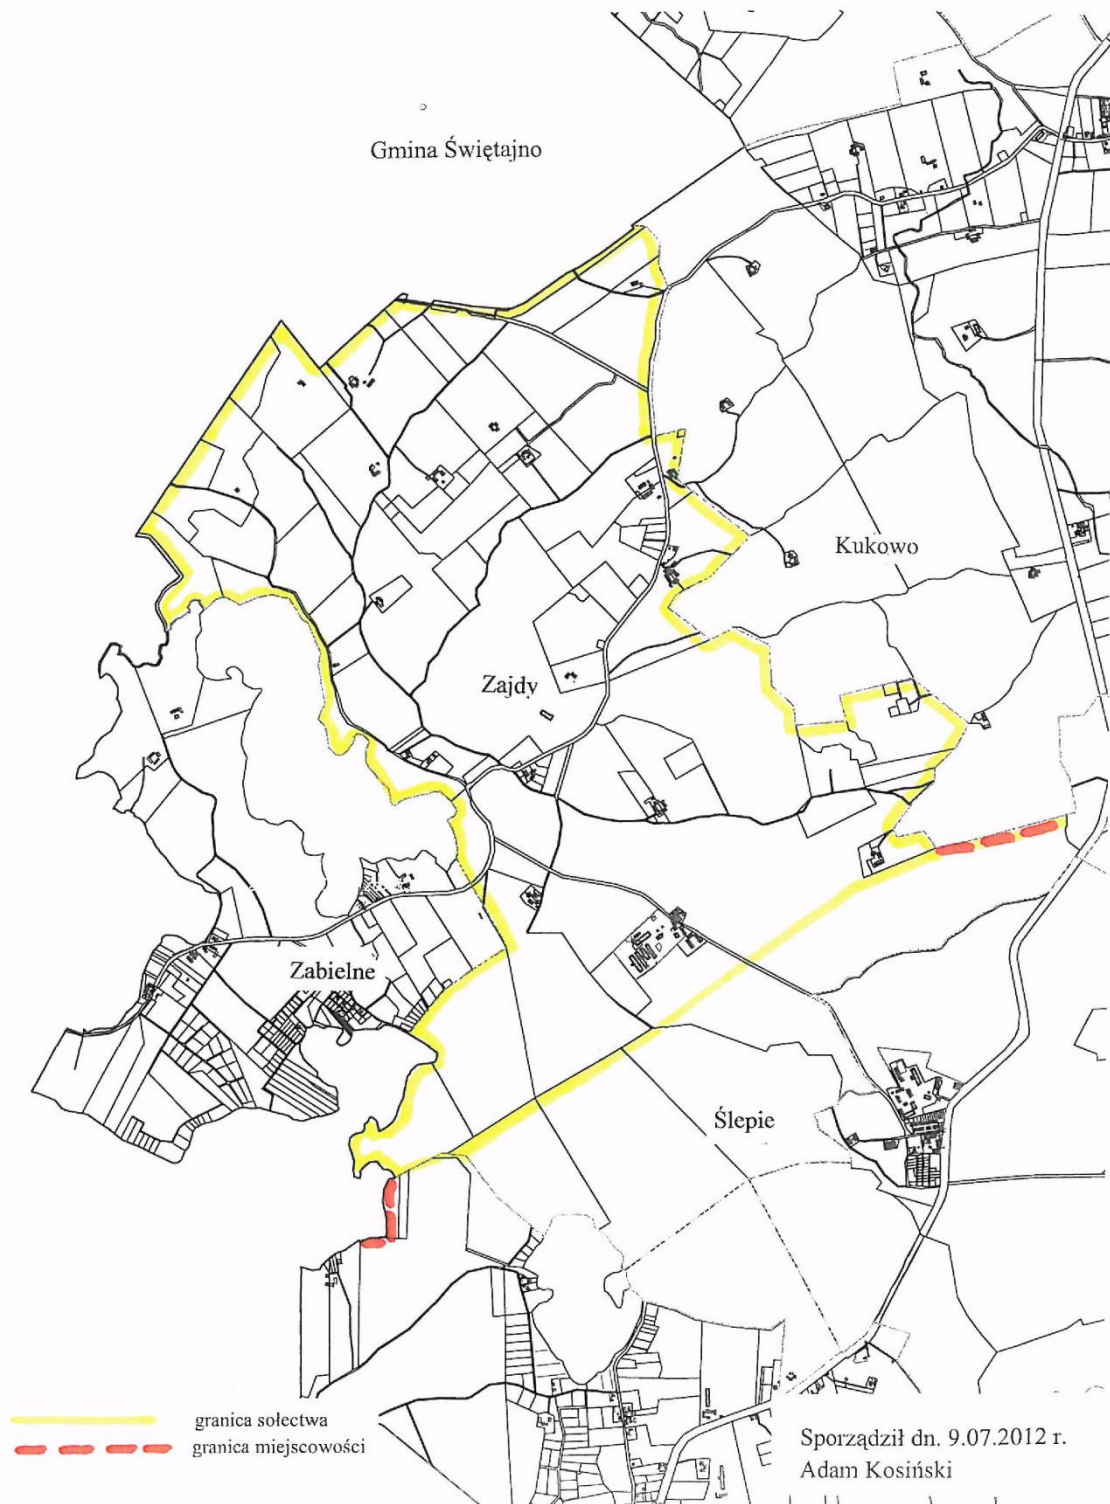 Gmina Świętajno
Kukowo
Zajdy
Zabielne
Ślepie
granica sołectwa
granica miejscowości
Sporządził dn. 9.07.2012 r.
Adam Kosiński